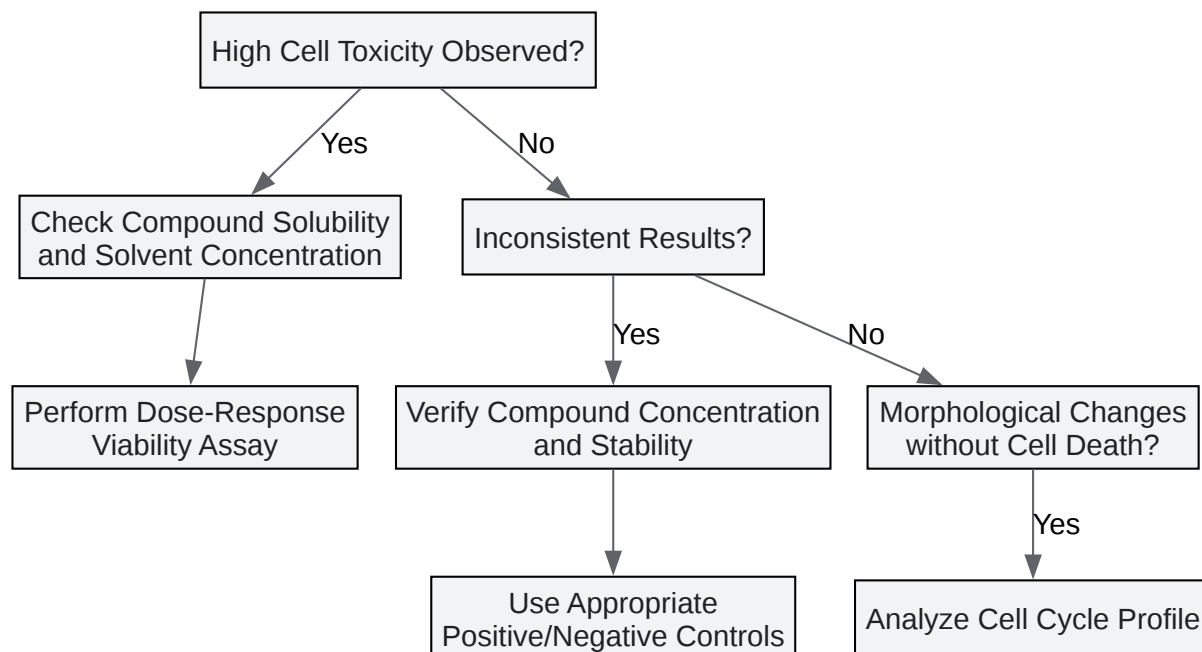 High Cell Toxicity Observed?
Yes
No
Check Compound Solubility
and Solvent Concentration
Inconsistent Results?
Yes
No
Perform Dose-Response
Viability Assay
Verify Compound Concentration
and Stability
Morphological Changes
without Cell Death?
Yes
Use Appropriate
Positive/Negative Controls
Analyze Cell Cycle Profile